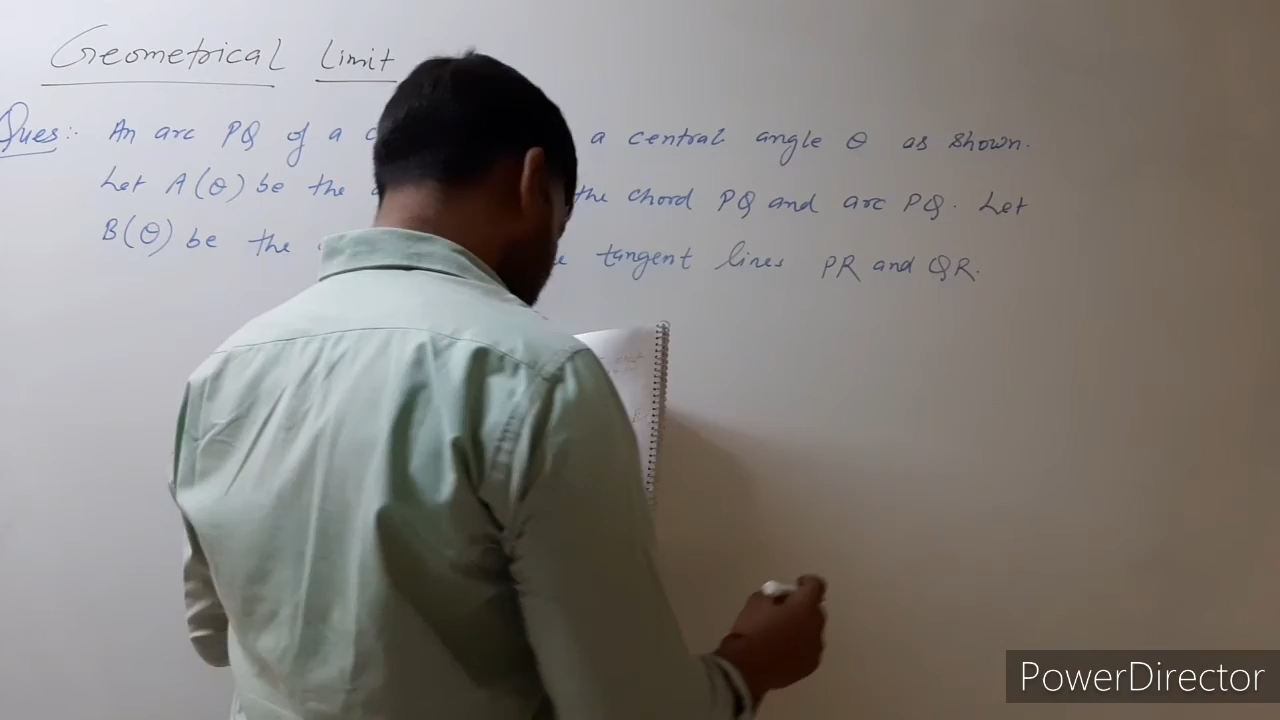 Geometrical Limit
Ques:- An arc PQ of a a central angle θ as shown.
Let A(θ) be the the chord PQ and arc PQ. Let
B(θ) be the tangent lines PR and QR.
PowerDirector